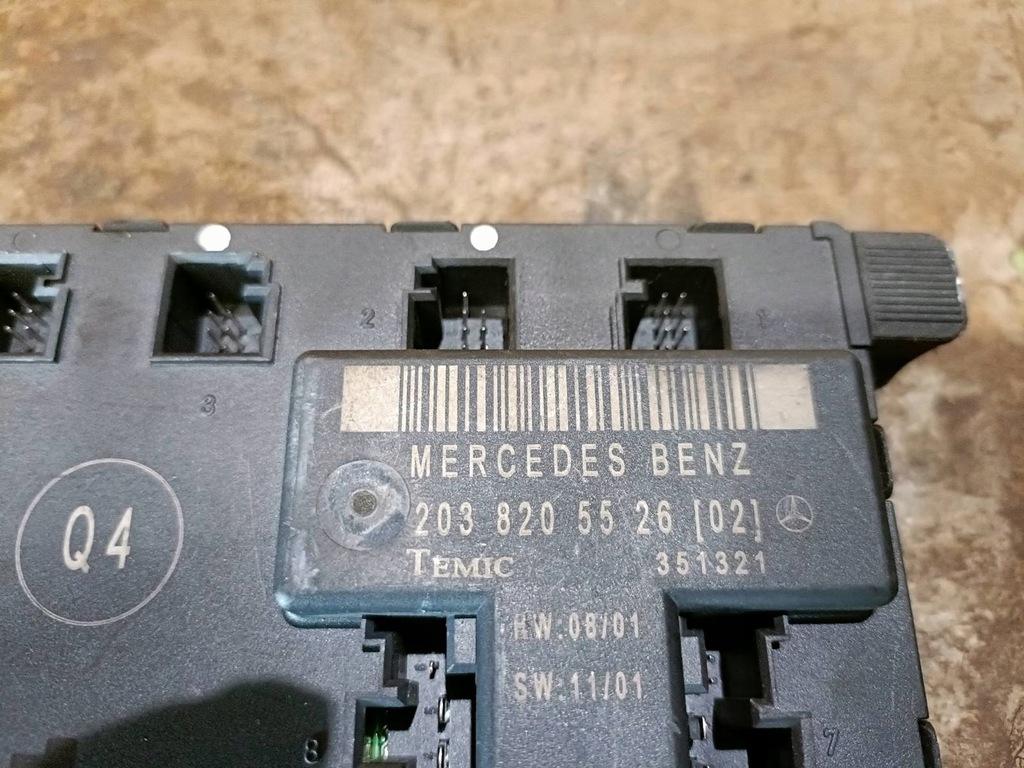 2
1
3
MERCEDES BENZ
203 820 55 26 [02]
Q4
TEMIC 351321
HW:08/01
SW:11/01
8
7